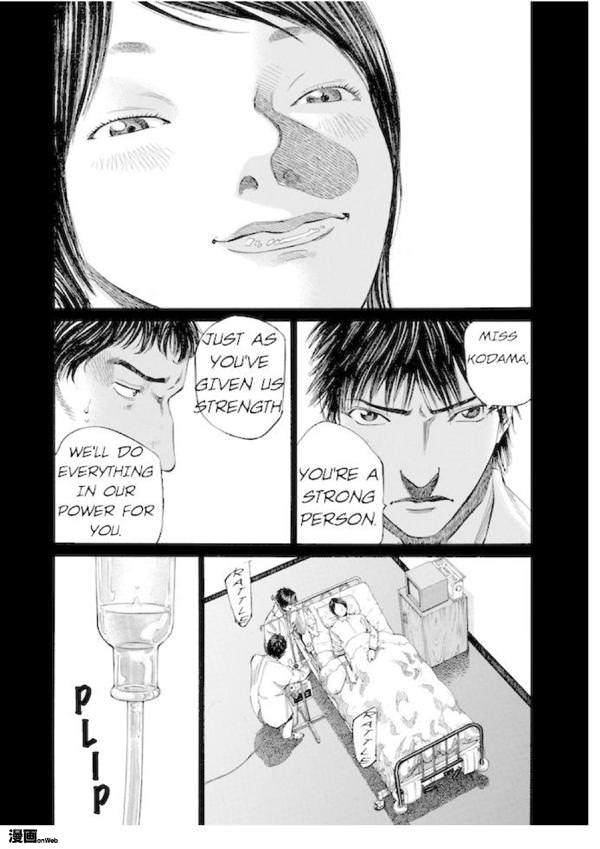 MISS
KODAMA,
YOU'RE A
STRONG
PERSON.
JUST AS
YOU'VE
GIVEN US
STRENGTH,
WE'LL DO
EVERYTHING
IN OUR
POWER FOR
YOU.
RATTLE
RATTLE
PLIP
漫画onWeb